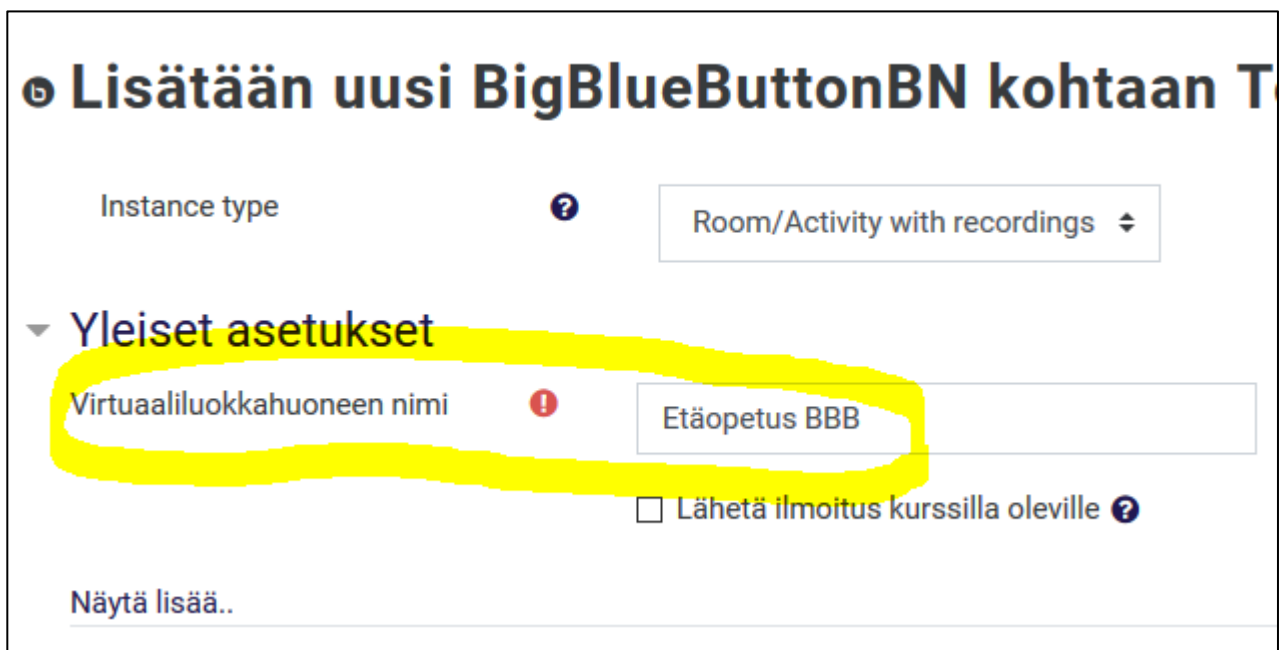 Lisätään uusi BigBlueButtonBN kohtaan
Instance type
Room/Activity with recordings
Yleiset asetukset
Virtuaaliluokkahuoneen nimi
Etäopetus BBB
Lähetä ilmoitus kurssilla oleville
Näytä lisää..